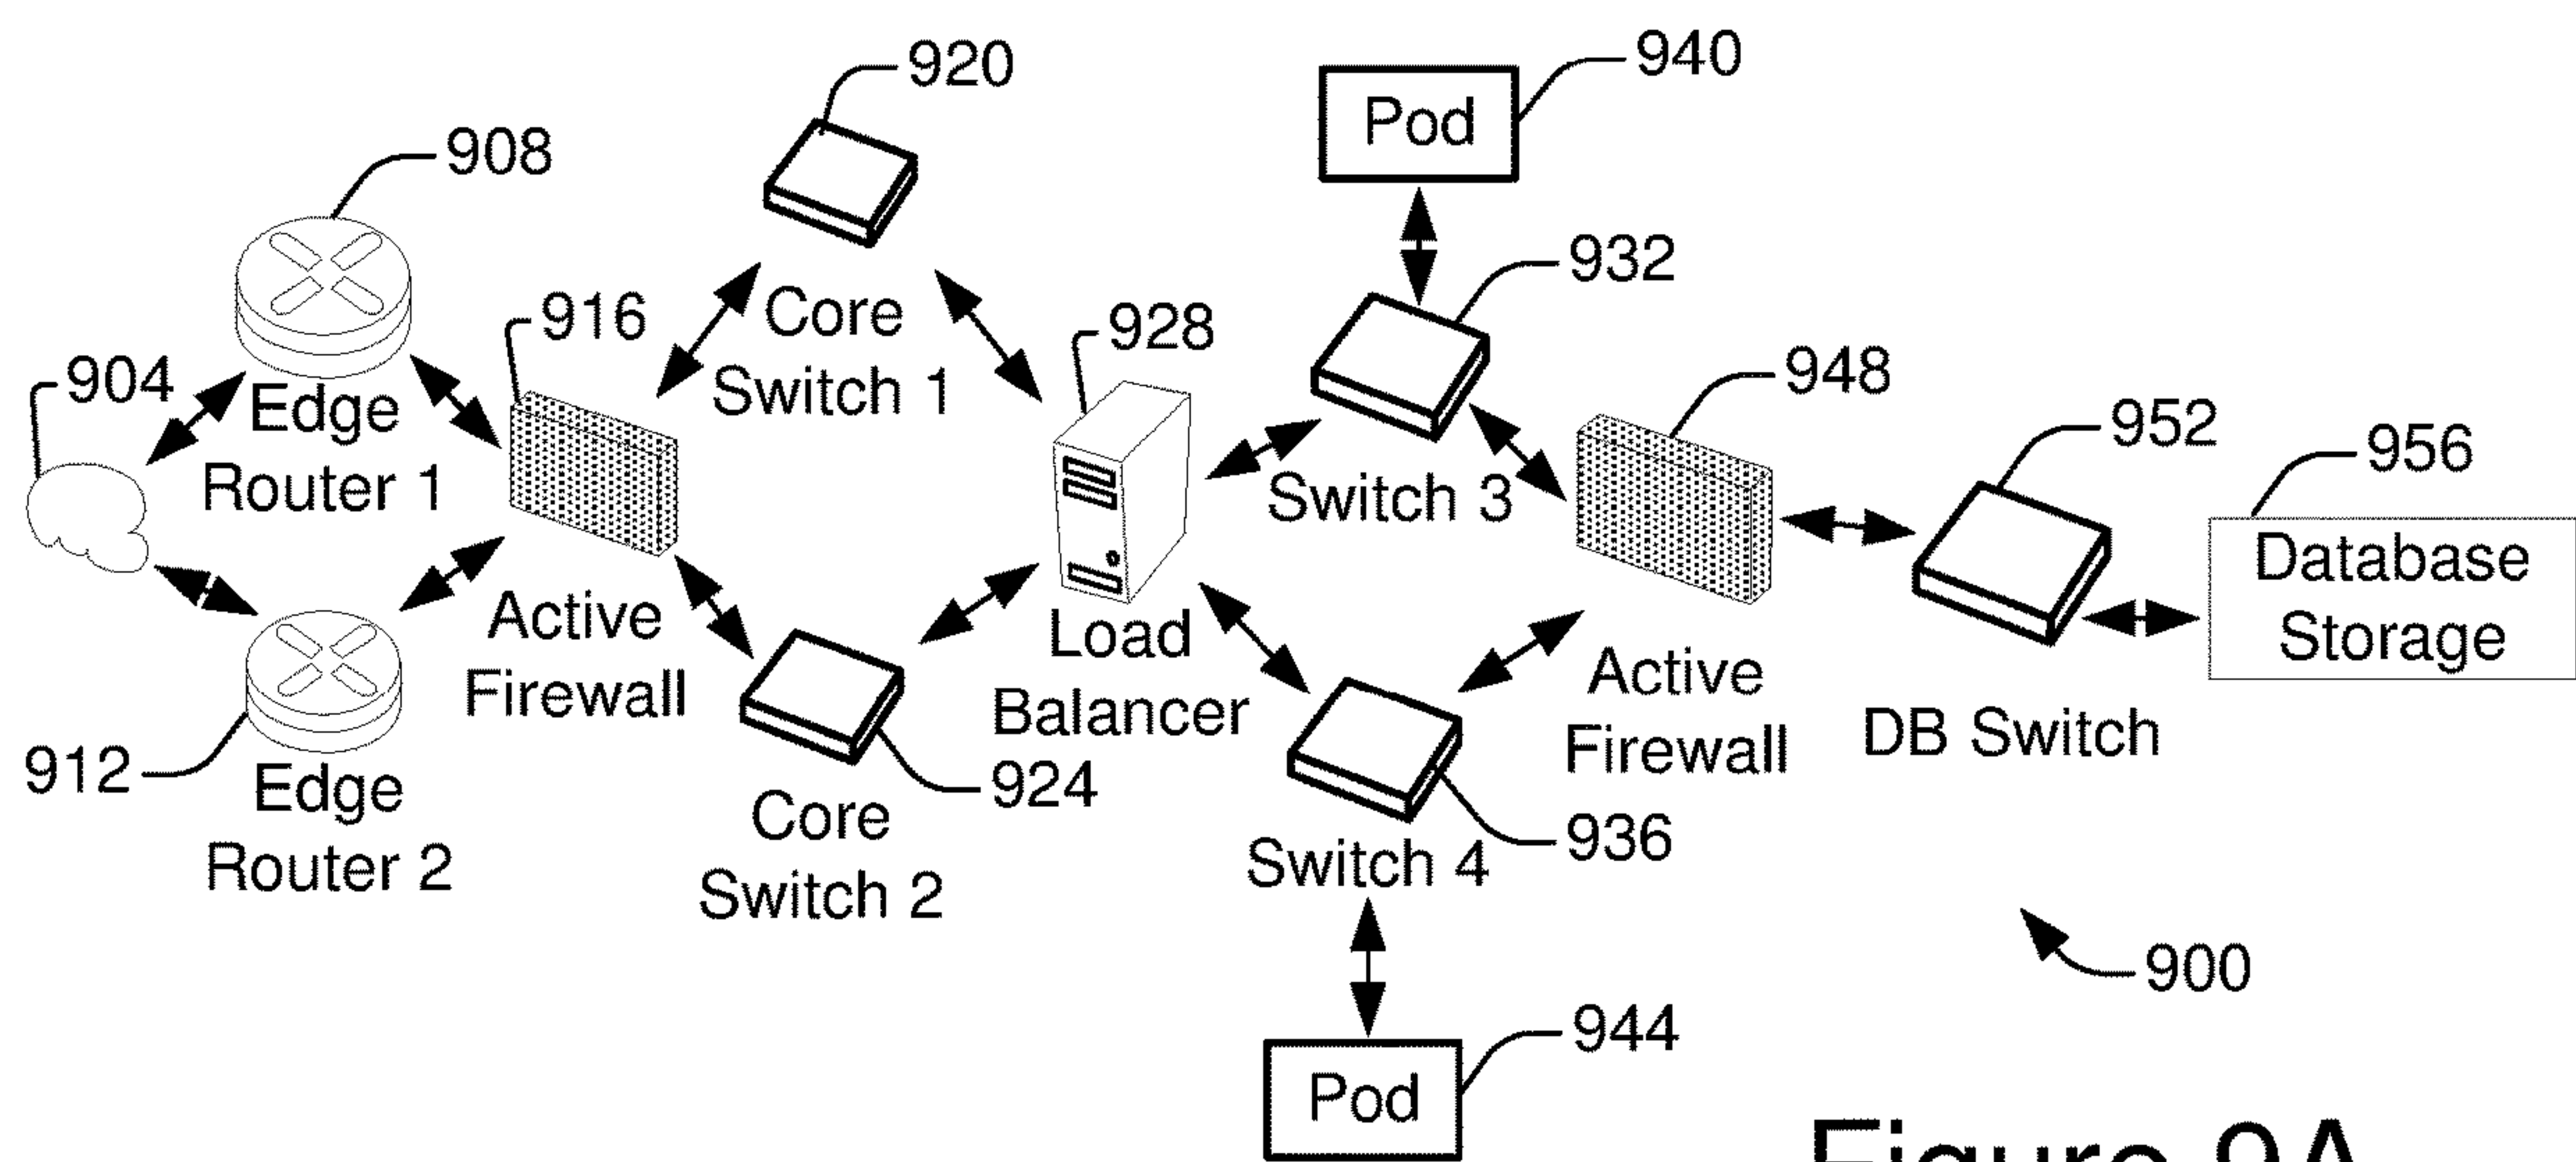 920
940
Pod
908
932
916
Core
Switch 1
928
904
Edge
Router 1
948
952
956
Switch 3
Database
Storage
Active
Firewall
Load
Balancer
Active
Firewall
DB Switch
912
Edge
Router 2
924
Core
Switch 2
936
Switch 4
900
944
Pod
Figure 9A